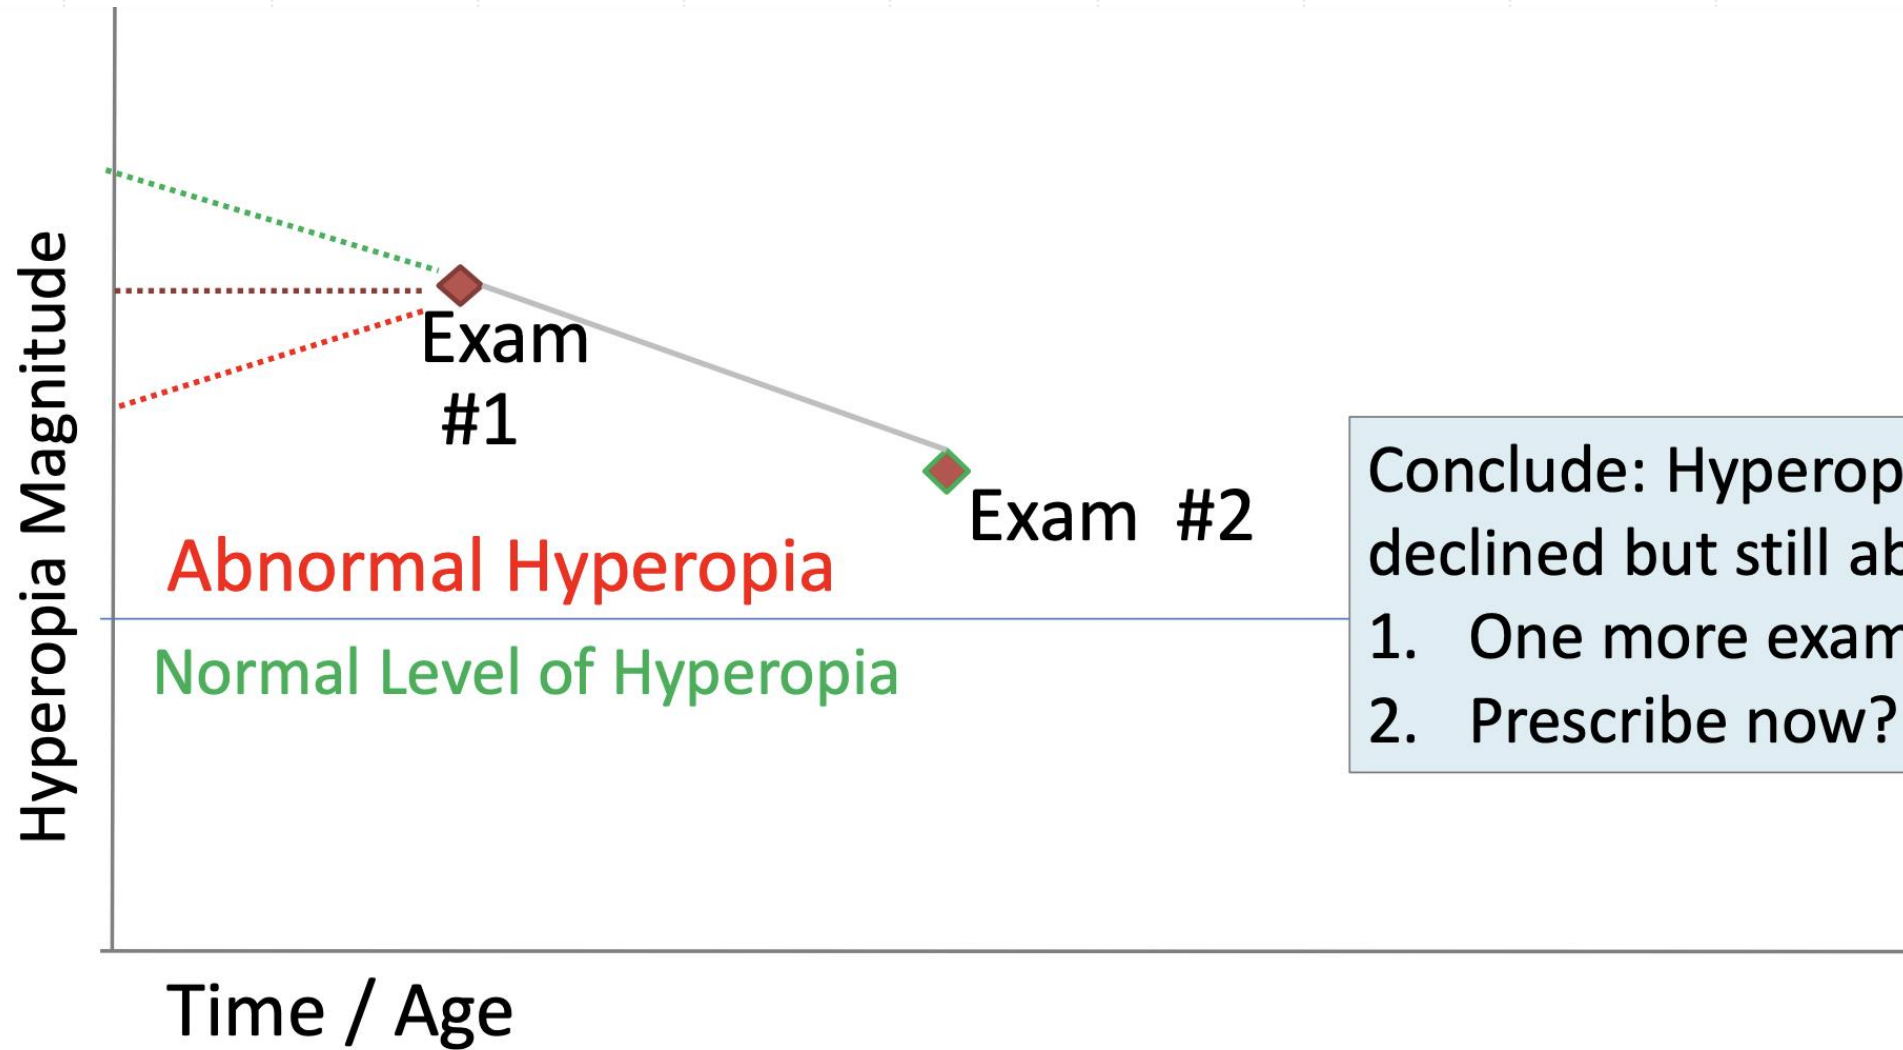 Hyperopia Magnitude
Exam
#1
Exam #2
Abnormal Hyperopia
Normal Level of Hyperopia
Conclude: Hyperop
declined but still ab
1. One more exam
2. Prescribe now?
Time / Age